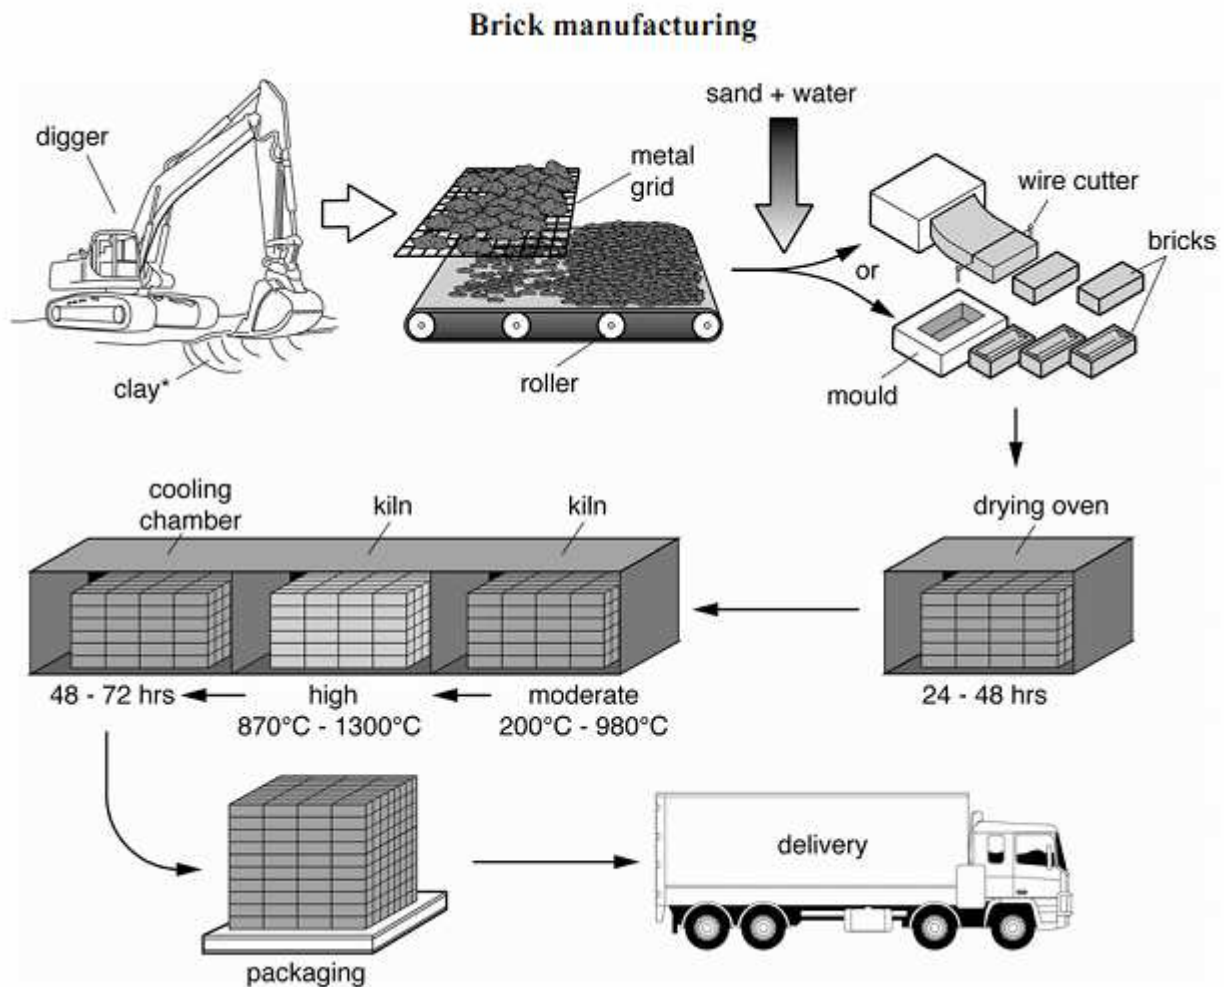 Brick manufacturing
sand + water
digger
metal
grid
wire cutter
bricks
or
clay*
roller
mould
cooling
chamber
kiln
kiln
drying oven
48 - 72 hrs
high
870°C - 1300°C
moderate
200°C - 980°C
24 - 48 hrs
delivery
packaging